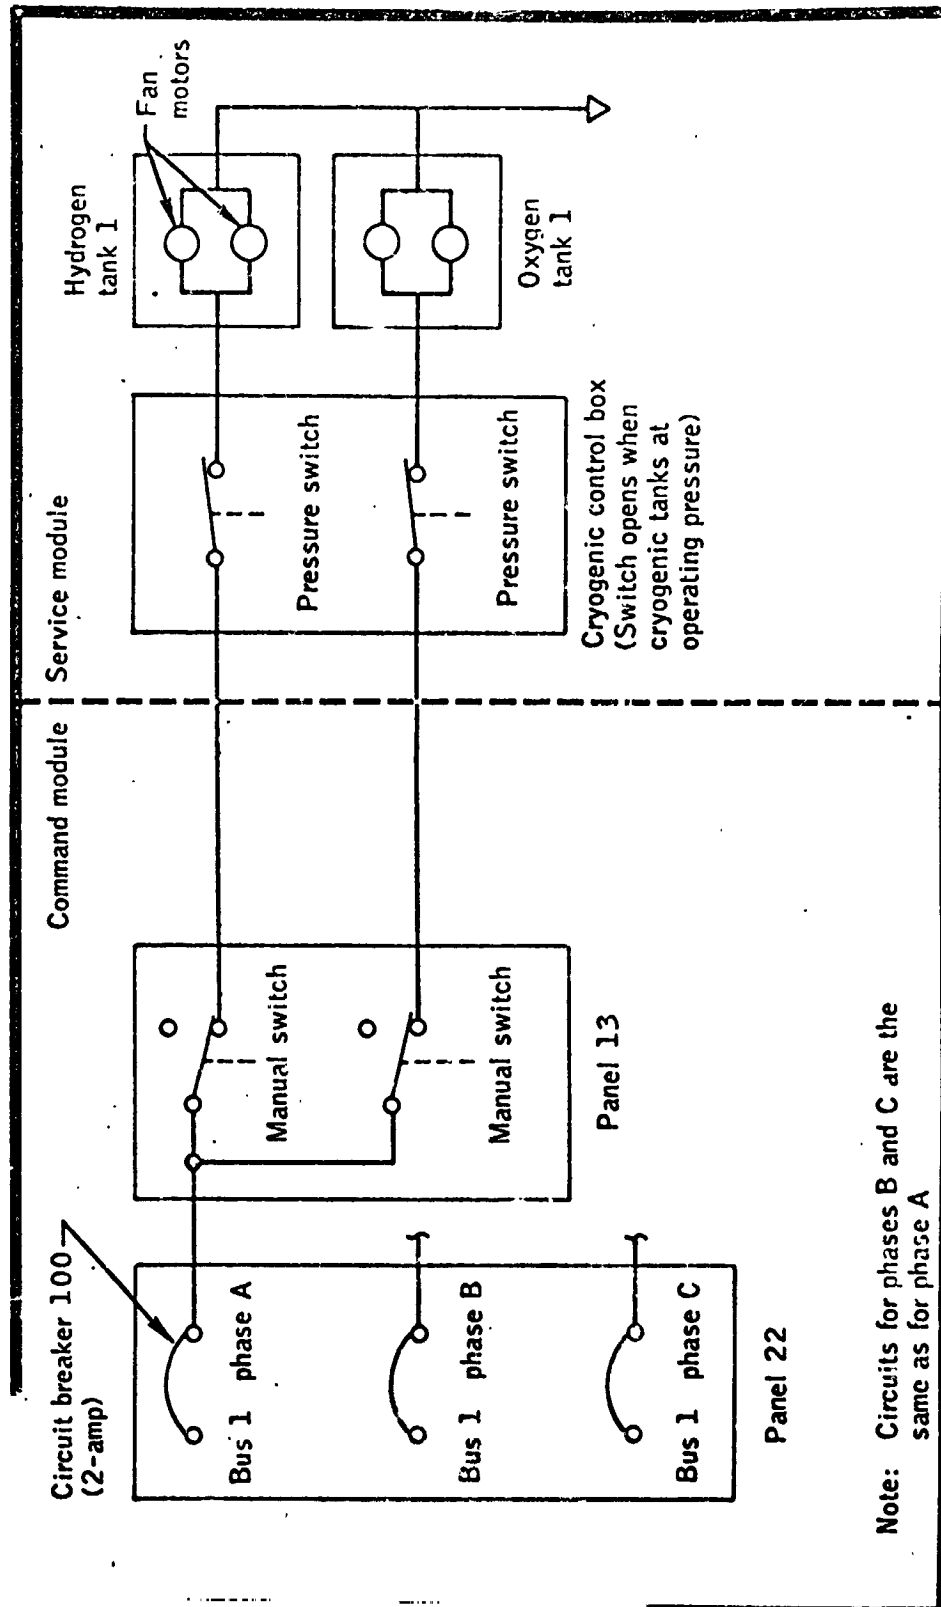 Command module
Service module
Circuit breaker 100
(2-amp)
Bus 1 phase A
Bus 1 phase B
Bus 1 phase C
Panel 22
Manual switch
Manual switch
Panel 13
Pressure switch
Pressure switch
Cryogenic control box
(Switch opens when
cryogenic tanks at
operating pressure)
Hydrogen
tank 1
Fan
motors
Oxygen
tank 1
Note: Circuits for phases B and C are the
same as for phase A